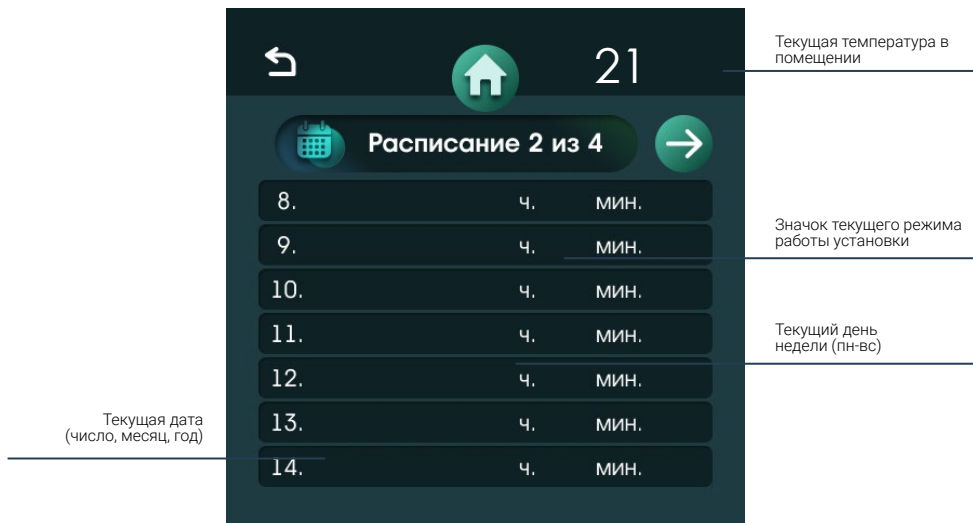 21
Текущая температура в
помещении
Расписание 2 из 4
8. ч. мин.
9. ч. мин.
Значок текущего режима
работы установки
10. ч. мин.
11. ч. мин.
Текущий день
недели (пн-вс)
12. ч. мин.
13. ч. мин.
Текущая дата
(число, месяц, год)
14. ч. мин.